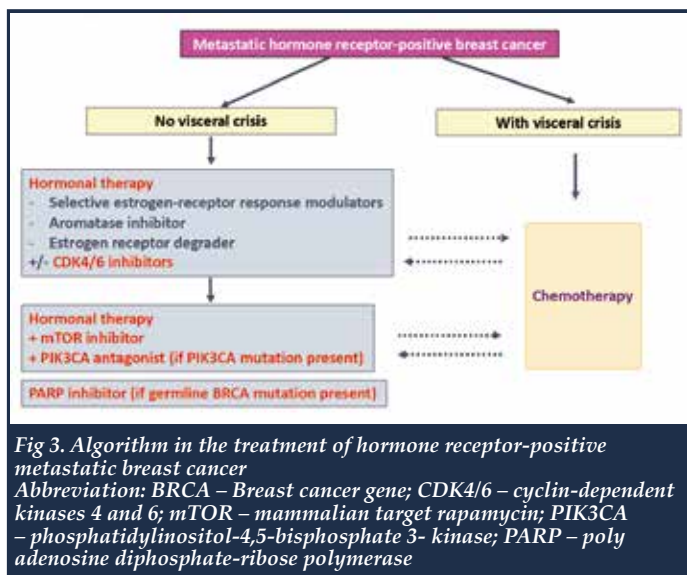 Metastatic hormone receptor-positive breast cancer
No visceral crisis
With visceral crisis
Hormonal therapy
- Selective estrogen-receptor response modulators
- Aromatase inhibitor
- Estrogen receptor degrader
+/- CDK4/6 inhibitors
Chemotherapy
Hormonal therapy
+ mTOR inhibitor
+ PIK3CA antagonist (if PIK3CA mutation present)
PARP inhibitor (if germline BRCA mutation present)
Fig 3. Algorithm in the treatment of hormone receptor-positive
metastatic breast cancer
Abbreviation: BRCA – Breast cancer gene; CDK4/6 – cyclin-dependent
kinases 4 and 6; mTOR – mammalian target rapamycin; PIK3CA
– phosphatidylinositol-4,5-bisphosphate 3- kinase; PARP – poly
adenosine diphosphate-ribose polymerase